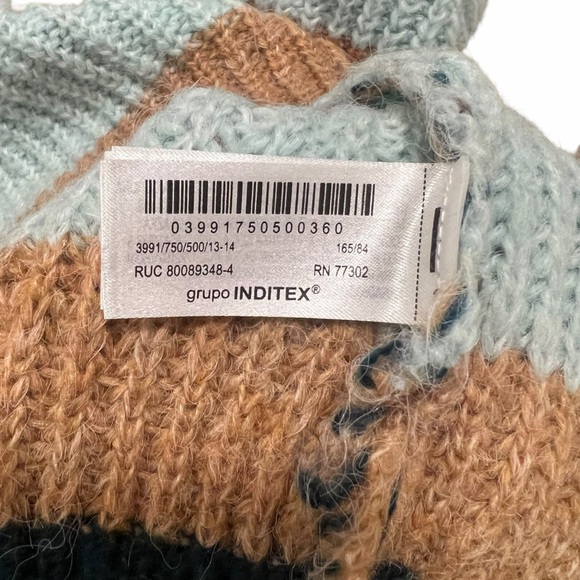 03991750500360
3991/750/500/13-14 165/84
RUC 80089348-4 RN 77302
grupo INDITEX®